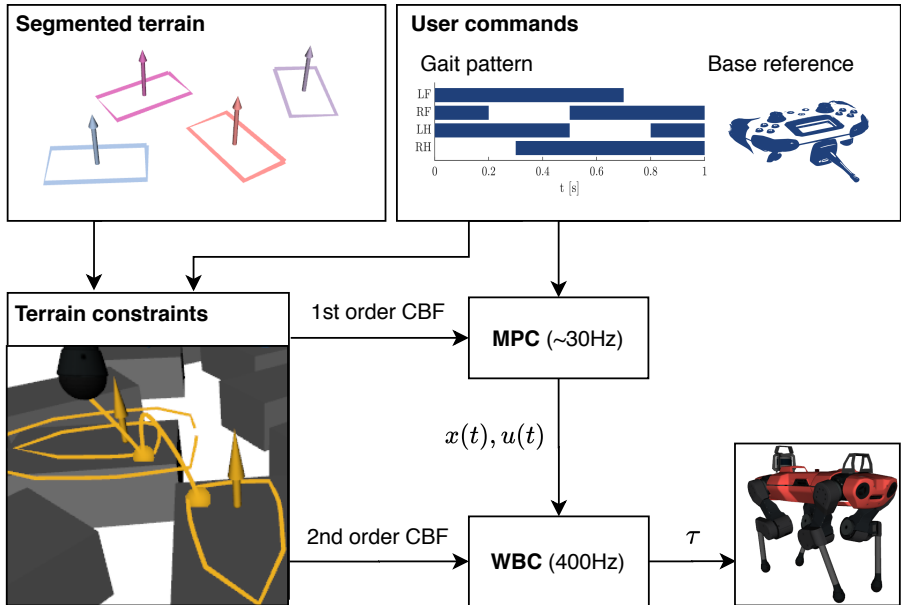 Segmented terrain
User commands
Gait pattern
Base reference
LF
RF
LH
RH
0 0.2 0.4 0.6 0.8 1
t [s]
Terrain constraints
1st order CBF
MPC (~30Hz)
x(t), u(t)
2nd order CBF
WBC (400Hz)
τ